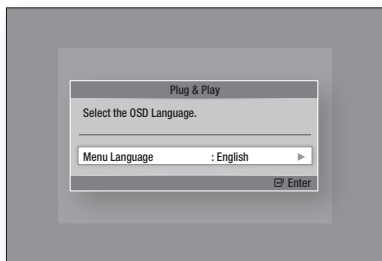 Plug & Play
Select the OSD Language.
Menu Language : English ►
Enter